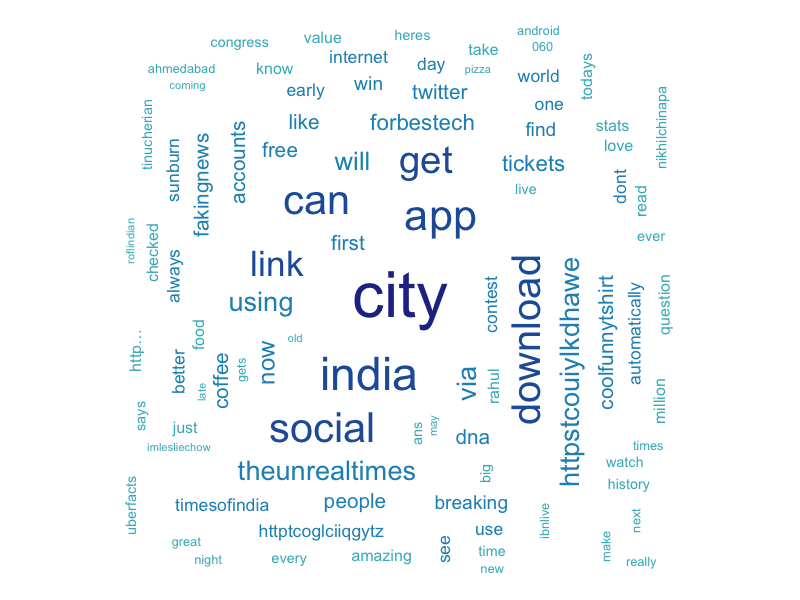 android
heres
value
congress
060
take
internet
day
pizza
know
ahmedabad
coming
world
todays
win
early
twitter
one
nikhilchinapa
tinucherian
like
forbestech
find
stats
love
sunburn
fakingnews
accounts
free
will
get
tickets
live
dont
read
can
app
roflindian
checked
always
first
ever
link
city
contest
download
httpstcouiylkdhawe
coolfunnytshirt
automatically
question
using
http…
food
better
late
coffee
gets
now
old
india
via
rahul
million
says
just
imlesliechow
social
ans
may
dna
times
watch
theunrealtimes
big
history
uberfacts
timesofindia
people
breaking
ibnlive
next
httptcoglciiqgytz
use
great
night
every
amazing
see
time
new
make
really